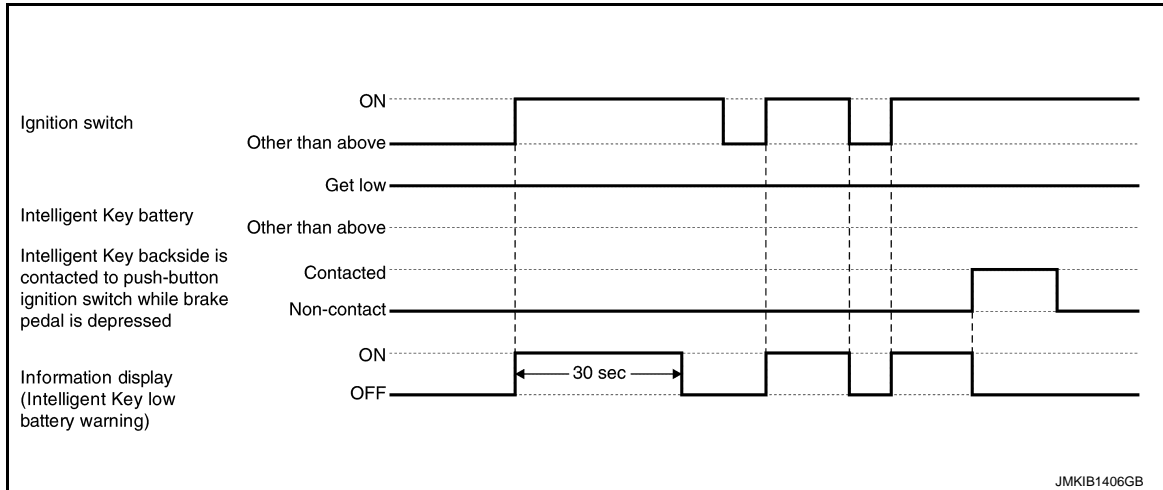 Ignition switch
ON
Other than above
Intelligent Key battery
Get low
Other than above
Intelligent Key backside is
contacted to push-button
ignition switch while brake
pedal is depressed
Contacted
Non-contact
Information display
(Intelligent Key low
battery warning)
ON
OFF
30 sec
JMKIB1406GB